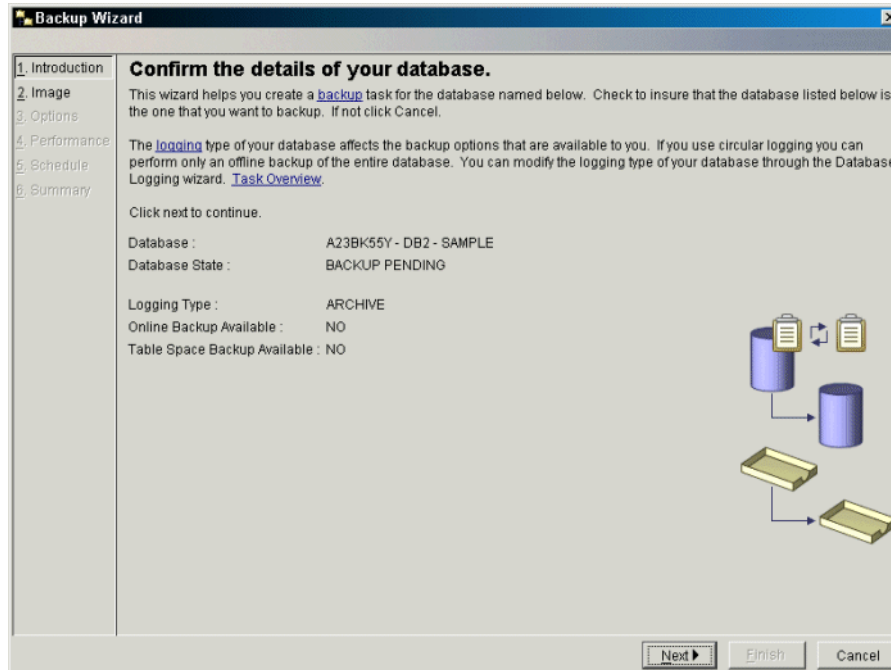 Backup Wizard
1. Introduction
2. Image
3. Options
4. Performance
5. Schedule
6. Summary
Confirm the details of your database.
This wizard helps you create a backup task for the database named below. Check to insure that the database listed below is
the one that you want to backup. If not click Cancel.
The logging type of your database affects the backup options that are available to you. If you use circular logging you can
perform only an offline backup of the entire database. You can modify the logging type of your database through the Database
Logging wizard. Task Overview.
Click next to continue.
Database : A23BK55Y - DB2 - SAMPLE
Database State : BACKUP PENDING
Logging Type : ARCHIVE
Online Backup Available : NO
Table Space Backup Available : NO
Next
Finish
Cancel